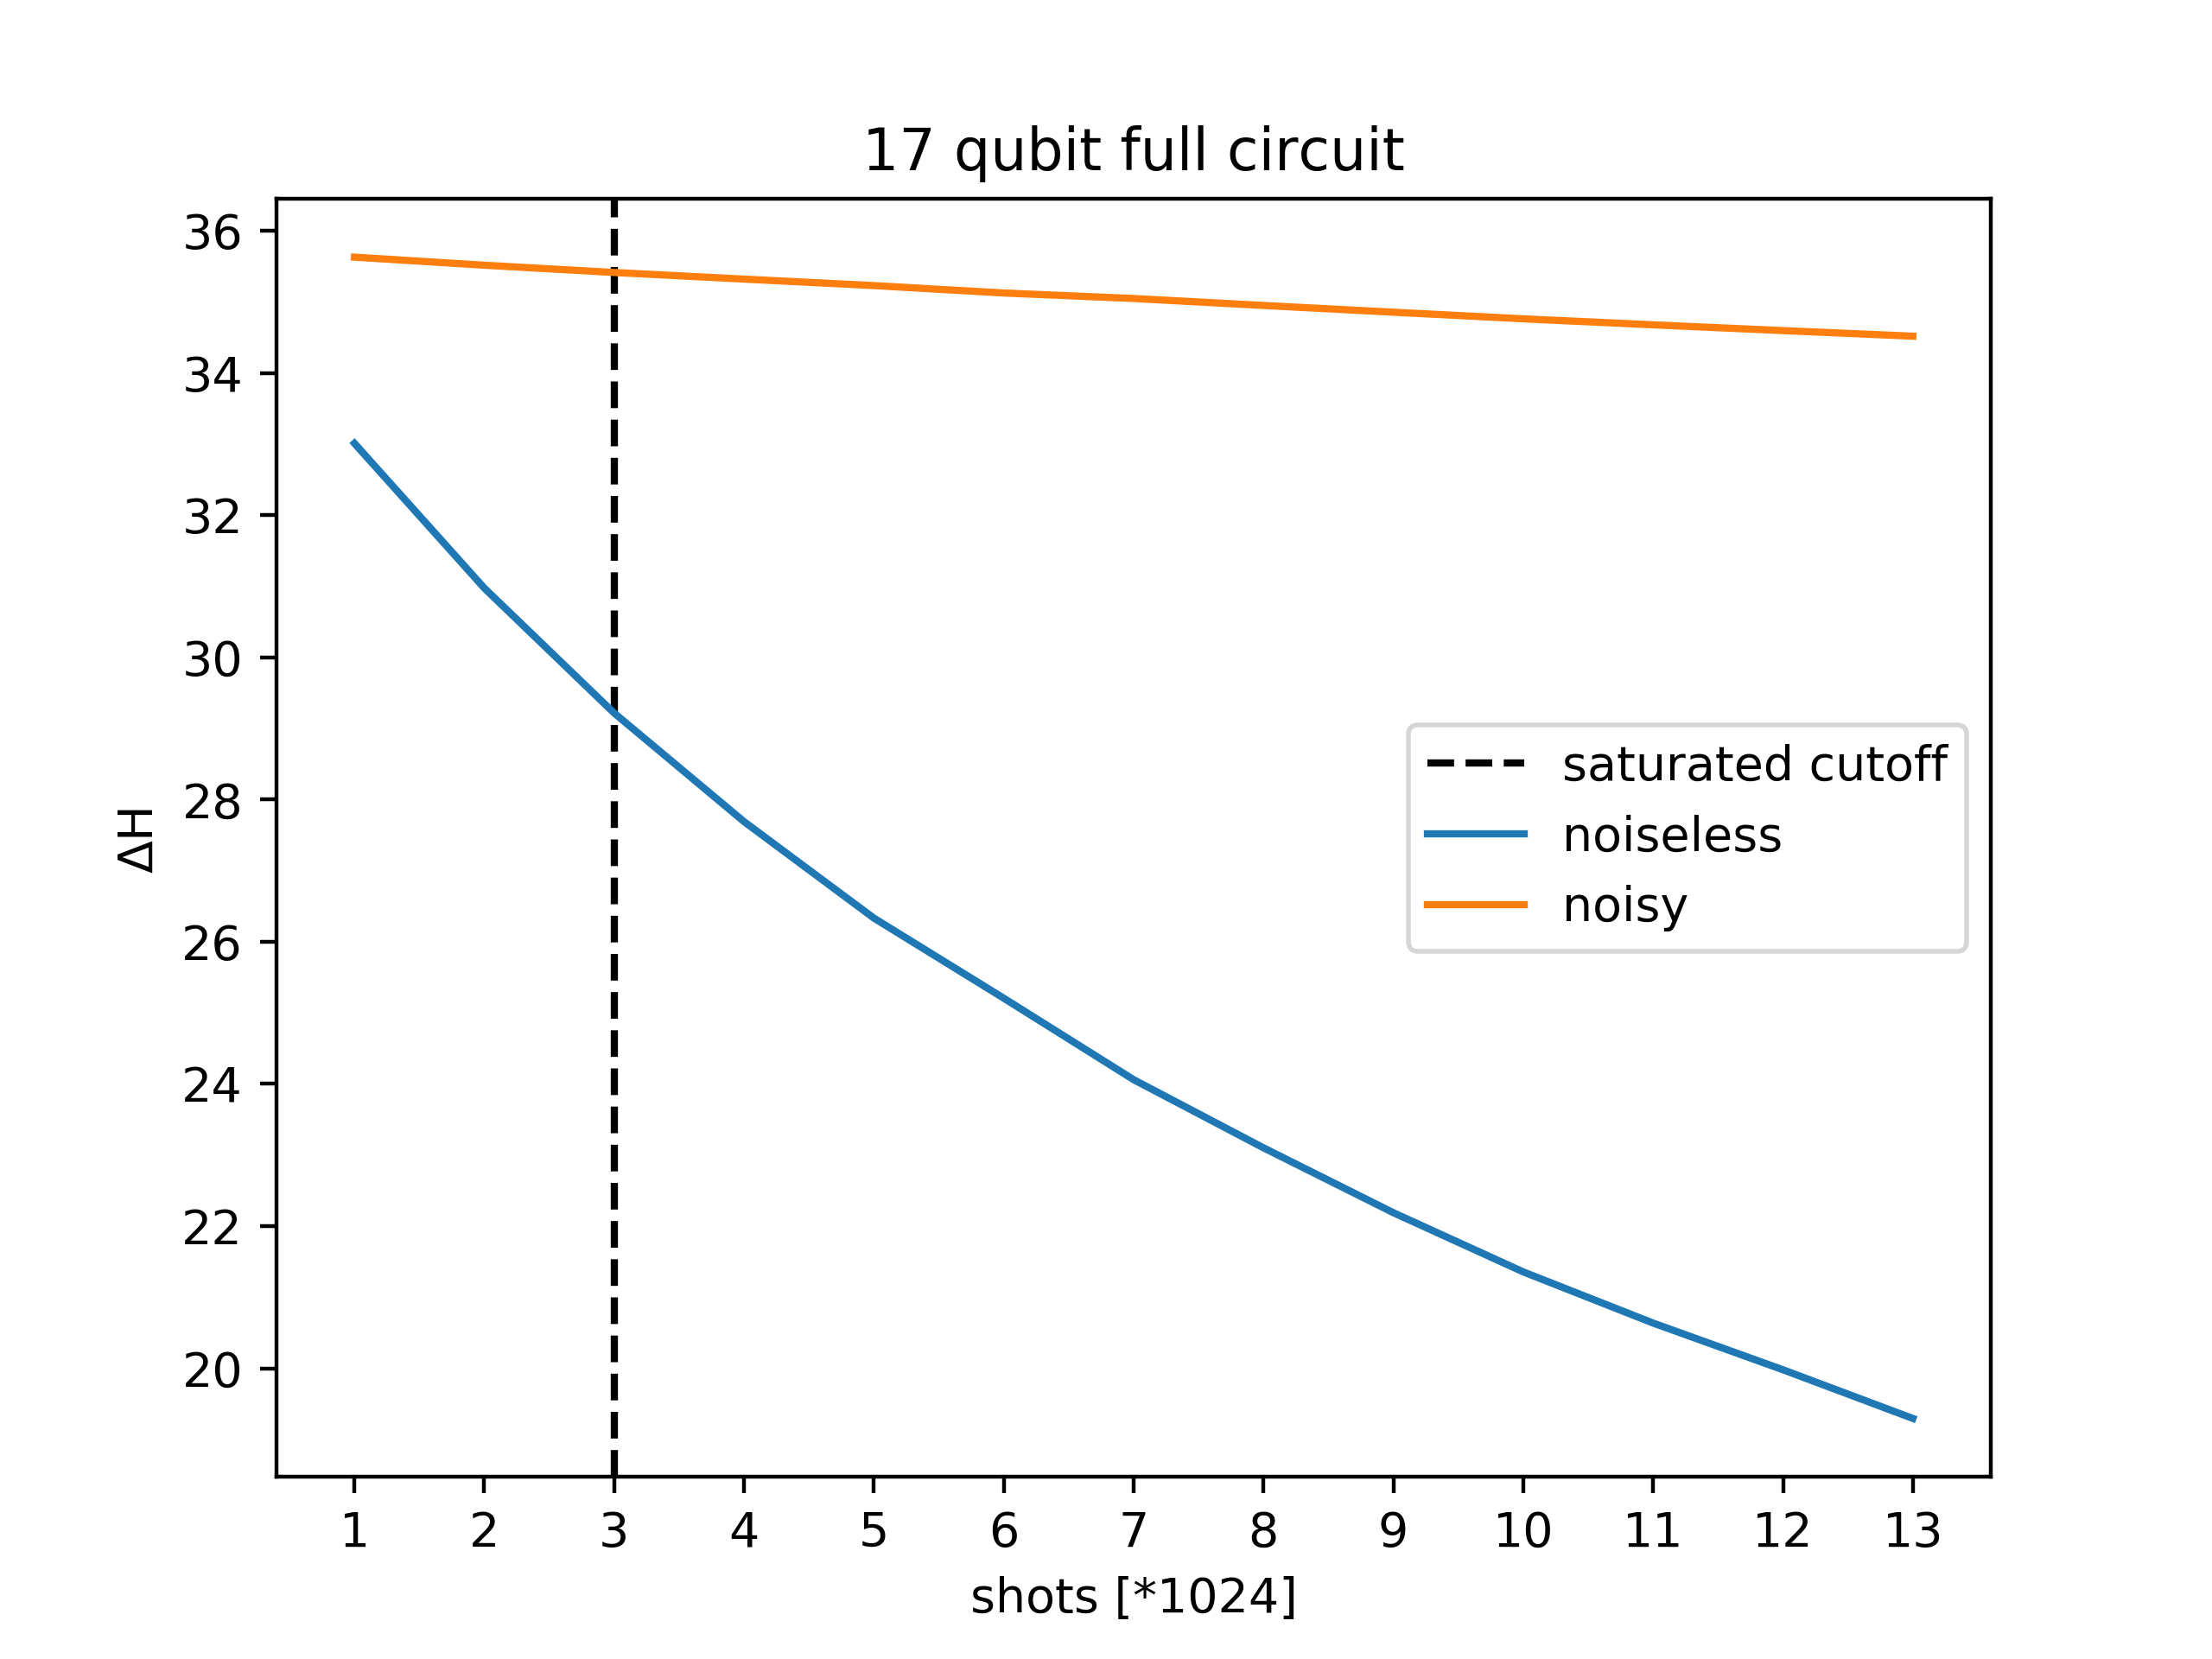 17 qubit full circuit
36
34
32
30
28
26
24
22
20
ΔH
saturated cutoff
noiseless
noisy
1 2 3 4 5 6 7 8 9 10 11 12 13
shots [*1024]